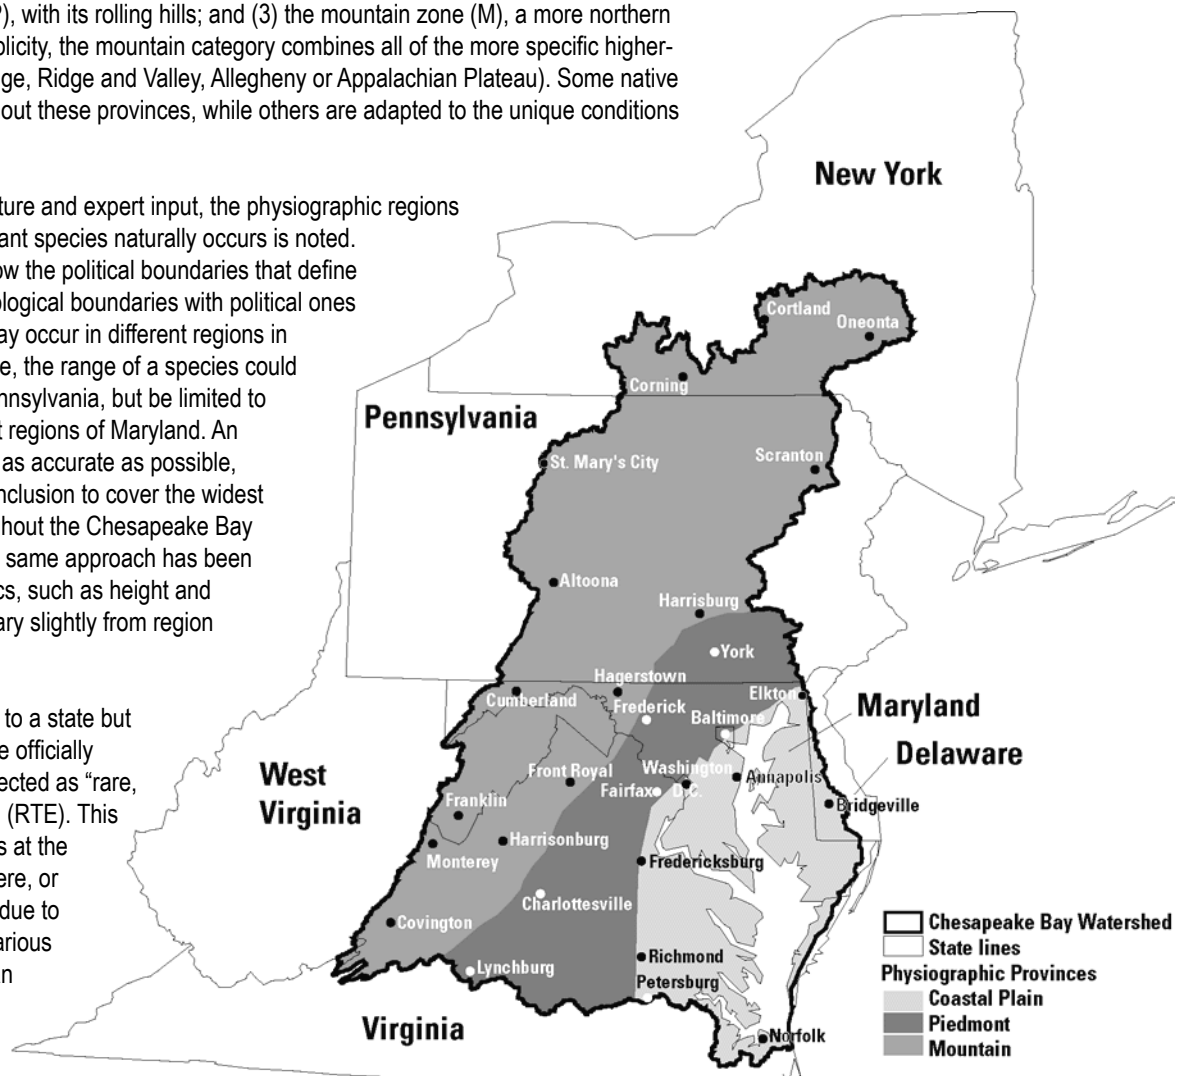 P), with its rolling hills; and (3) the mountain zone (M), a more northern
plicity, the mountain category combines all of the more specific higher-
ge, Ridge and Valley, Allegheny or Appalachian Plateau). Some native
out these provinces, while others are adapted to the unique conditions
ture and expert input, the physiographic regions
ant species naturally occurs is noted.
ow the political boundaries that define
ological boundaries with political ones
ay occur in different regions in
e, the range of a species could
nnsylvania, but be limited to
t regions of Maryland. An
as accurate as possible,
nclusion to cover the widest
ghout the Chesapeake Bay
same approach has been
cs, such as height and
ary slightly from region
to a state but
e officially
ected as “rare,
(RTE). This
s at the
ere, or
due to
arious
an
New York
Cortland
Oneonta
Corning
Pennsylvania
St. Mary's City
Scranton
Altoona
Harrisburg
York
Hagerstown
Cumberland
Frederick
Elkton
Baltimore
Maryland
Delaware
West
Virginia
Front Royal
Washington
D.C.
Fairfax
Annapolis
Bridgeville
Franklin
Harrisonburg
Monterey
Fredericksburg
Charlottesville
Covington
Richmond
Lynchburg
Petersburg
Virginia
Norfolk
Chesapeake Bay Watershed
State lines
Physiographic Provinces
Coastal Plain
Piedmont
Mountain